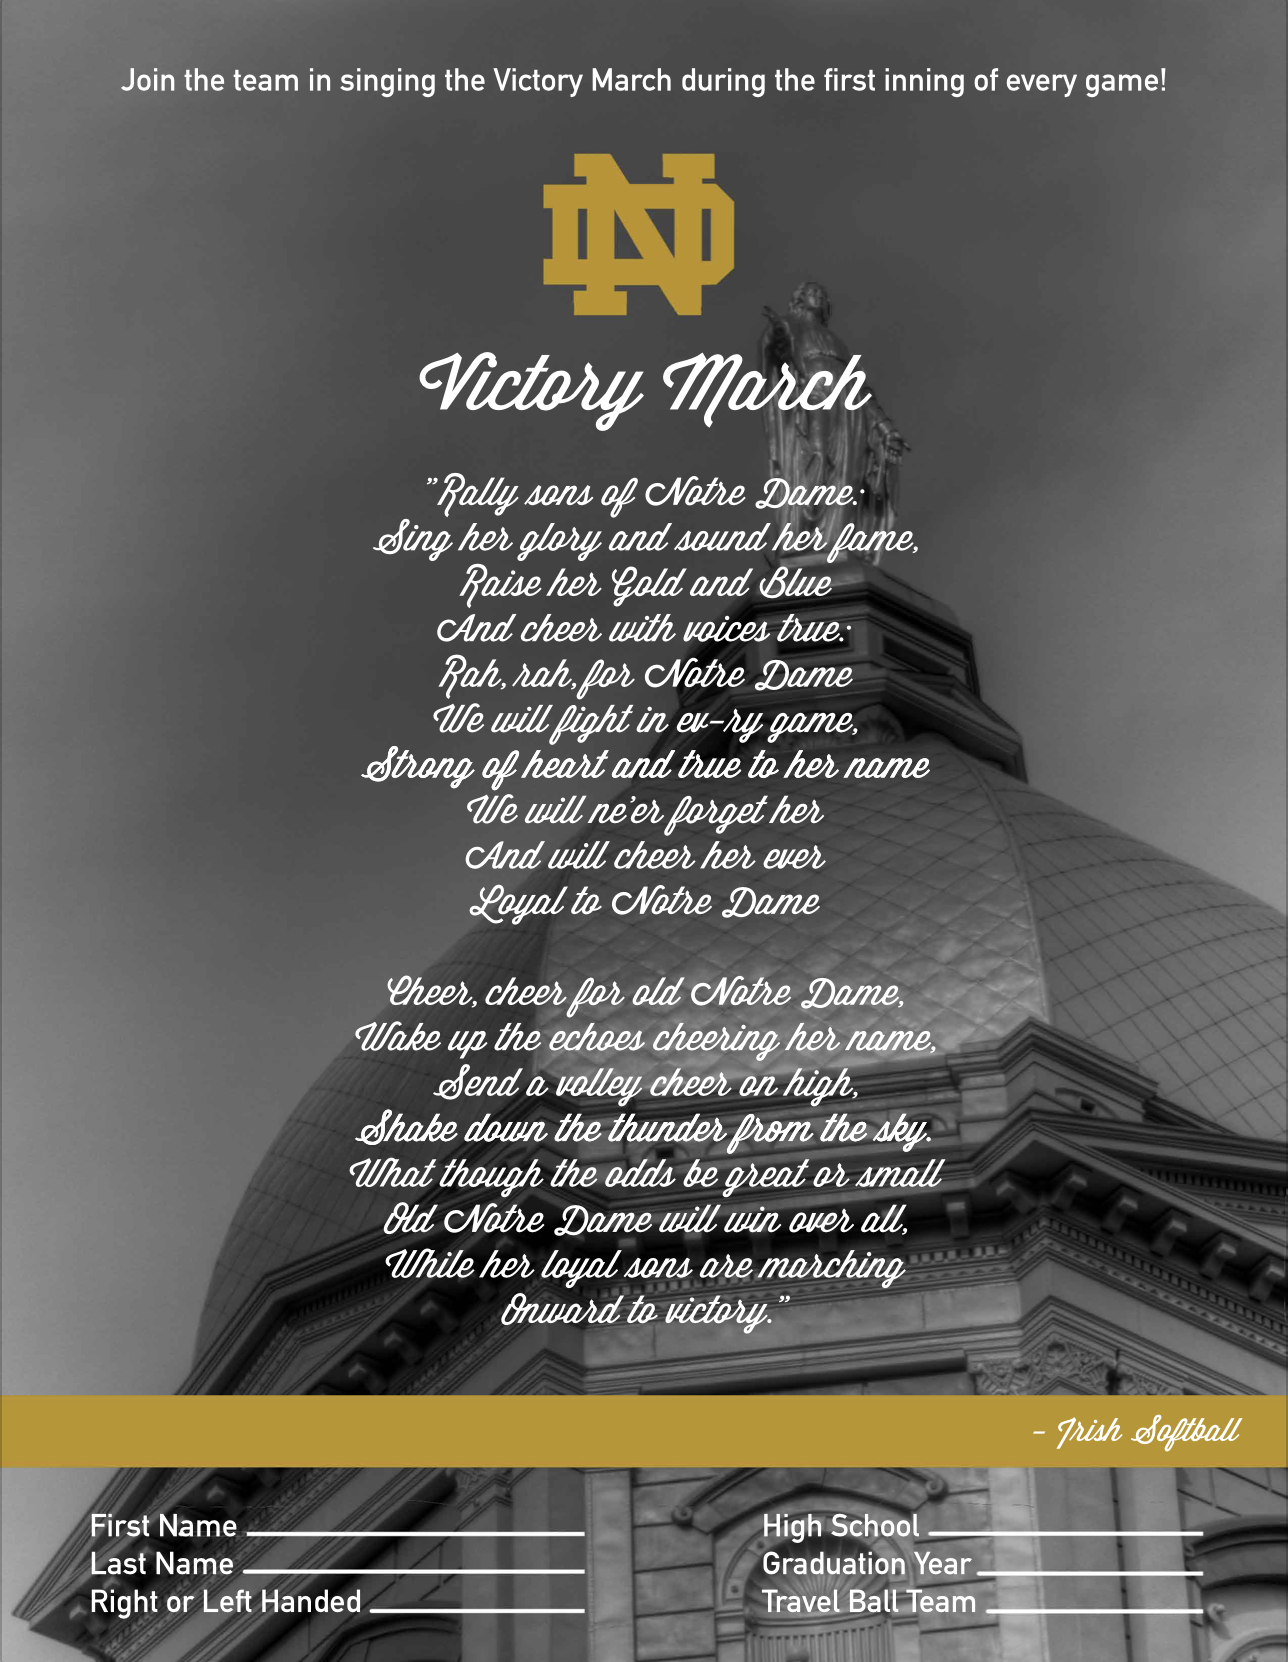 Join the team in singing the Victory March during the first inning of every game!
ND
Victory March
"Rally sons of Notre Dame:
Sing her glory and sound her fame,
Raise her Gold and Blue
And cheer with voices true:
Rah, rah, for Notre Dame
We will fight in ev-ry game,
Strong of heart and true to her name
We will ne'er forget her
And will cheer her ever
Loyal to Notre Dame
Cheer, cheer for old Notre Dame,
Wake up the echoes cheering her name,
Send a volley cheer on high,
Shake down the thunder from the sky.
What though the odds be great or small
Old Notre Dame will win over all,
While her loyal sons are marching
Onward to victory."
- Irish Softball
First Name
Last Name
Right or Left Handed
High School
Graduation Year
Travel Ball Team